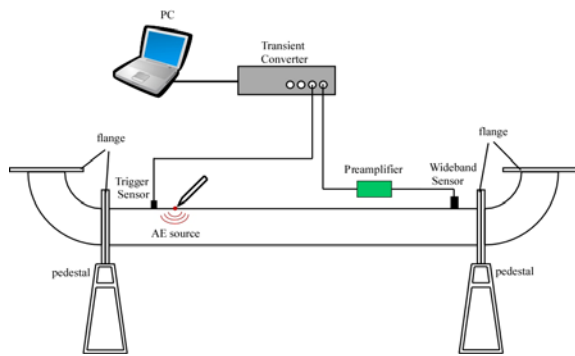 PC
Transient
Converter
flange
flange
Trigger
Sensor
Preamplifier
Wideband
Sensor
AE source
pedestal
pedestal